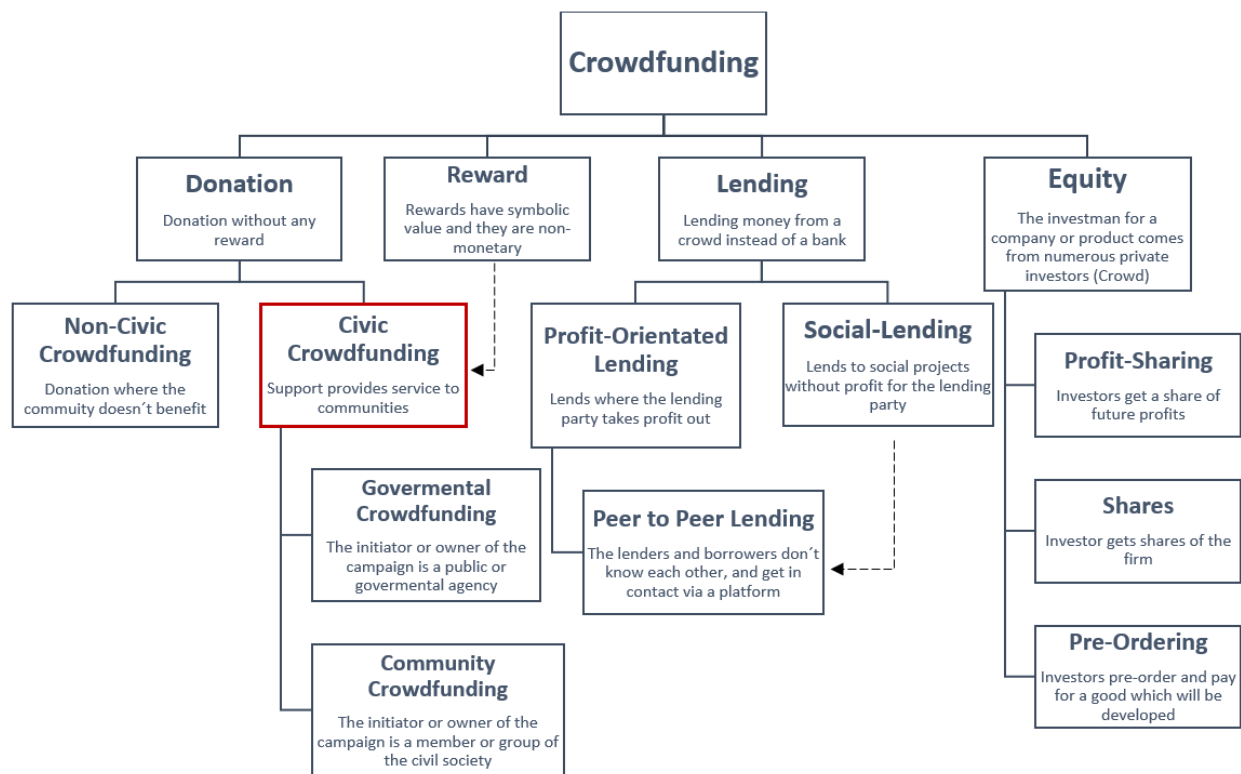 Crowdfunding
Donation
Donation without any
reward
Reward
Rewards have symbolic
value and they are non-
monetary
Lending
Lending money from a
crowd instead of a bank
Equity
The investman for a
company or product comes
from numerous private
investors (Crowd)
Non-Civic
Crowdfunding
Donation where the
commuity doesn´t benefit
Civic
Crowdfunding
Support provides service to
communities
Profit-Orientated
Lending
Lends where the lending
party takes profit out
Social-Lending
Lends to social projects
without profit for the lending
party
Profit-Sharing
Investors get a share of
future profits
Govermental
Crowdfunding
The initiator or owner of the
campaign is a public or
govermental agency
Peer to Peer Lending
The lenders and borrowers don´t
know each other, and get in
contact via a platform
Shares
Investor gets shares of the
firm
Community
Crowdfunding
The initiator or owner of the
campaign is a member or group of
the civil society
Pre-Ordering
Investors pre-order and pay
for a good which will be
developed